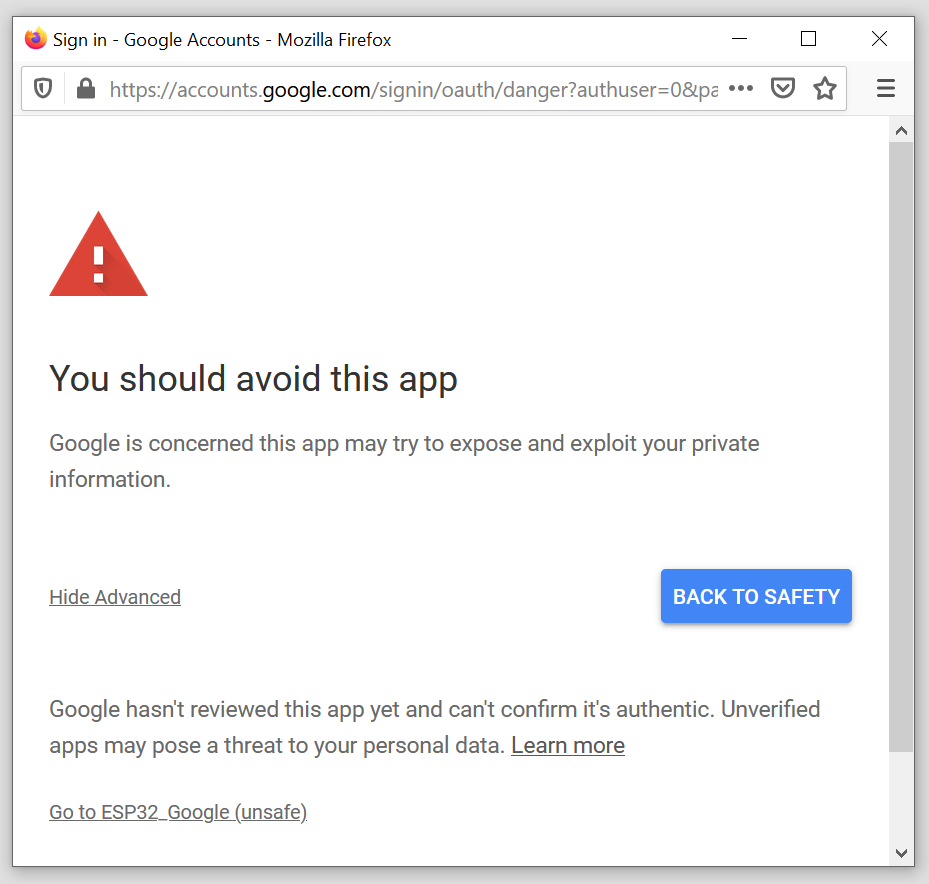 Sign in - Google Accounts - Mozilla Firefox
https://accounts.google.com/signin/oauth/danger?authuser=0&pa
You should avoid this app
Google is concerned this app may try to expose and exploit your private
information.
Hide Advanced
BACK TO SAFETY
Google hasn't reviewed this app yet and can't confirm it's authentic. Unverified
apps may pose a threat to your personal data. Learn more
Go to ESP32_Google (unsafe)